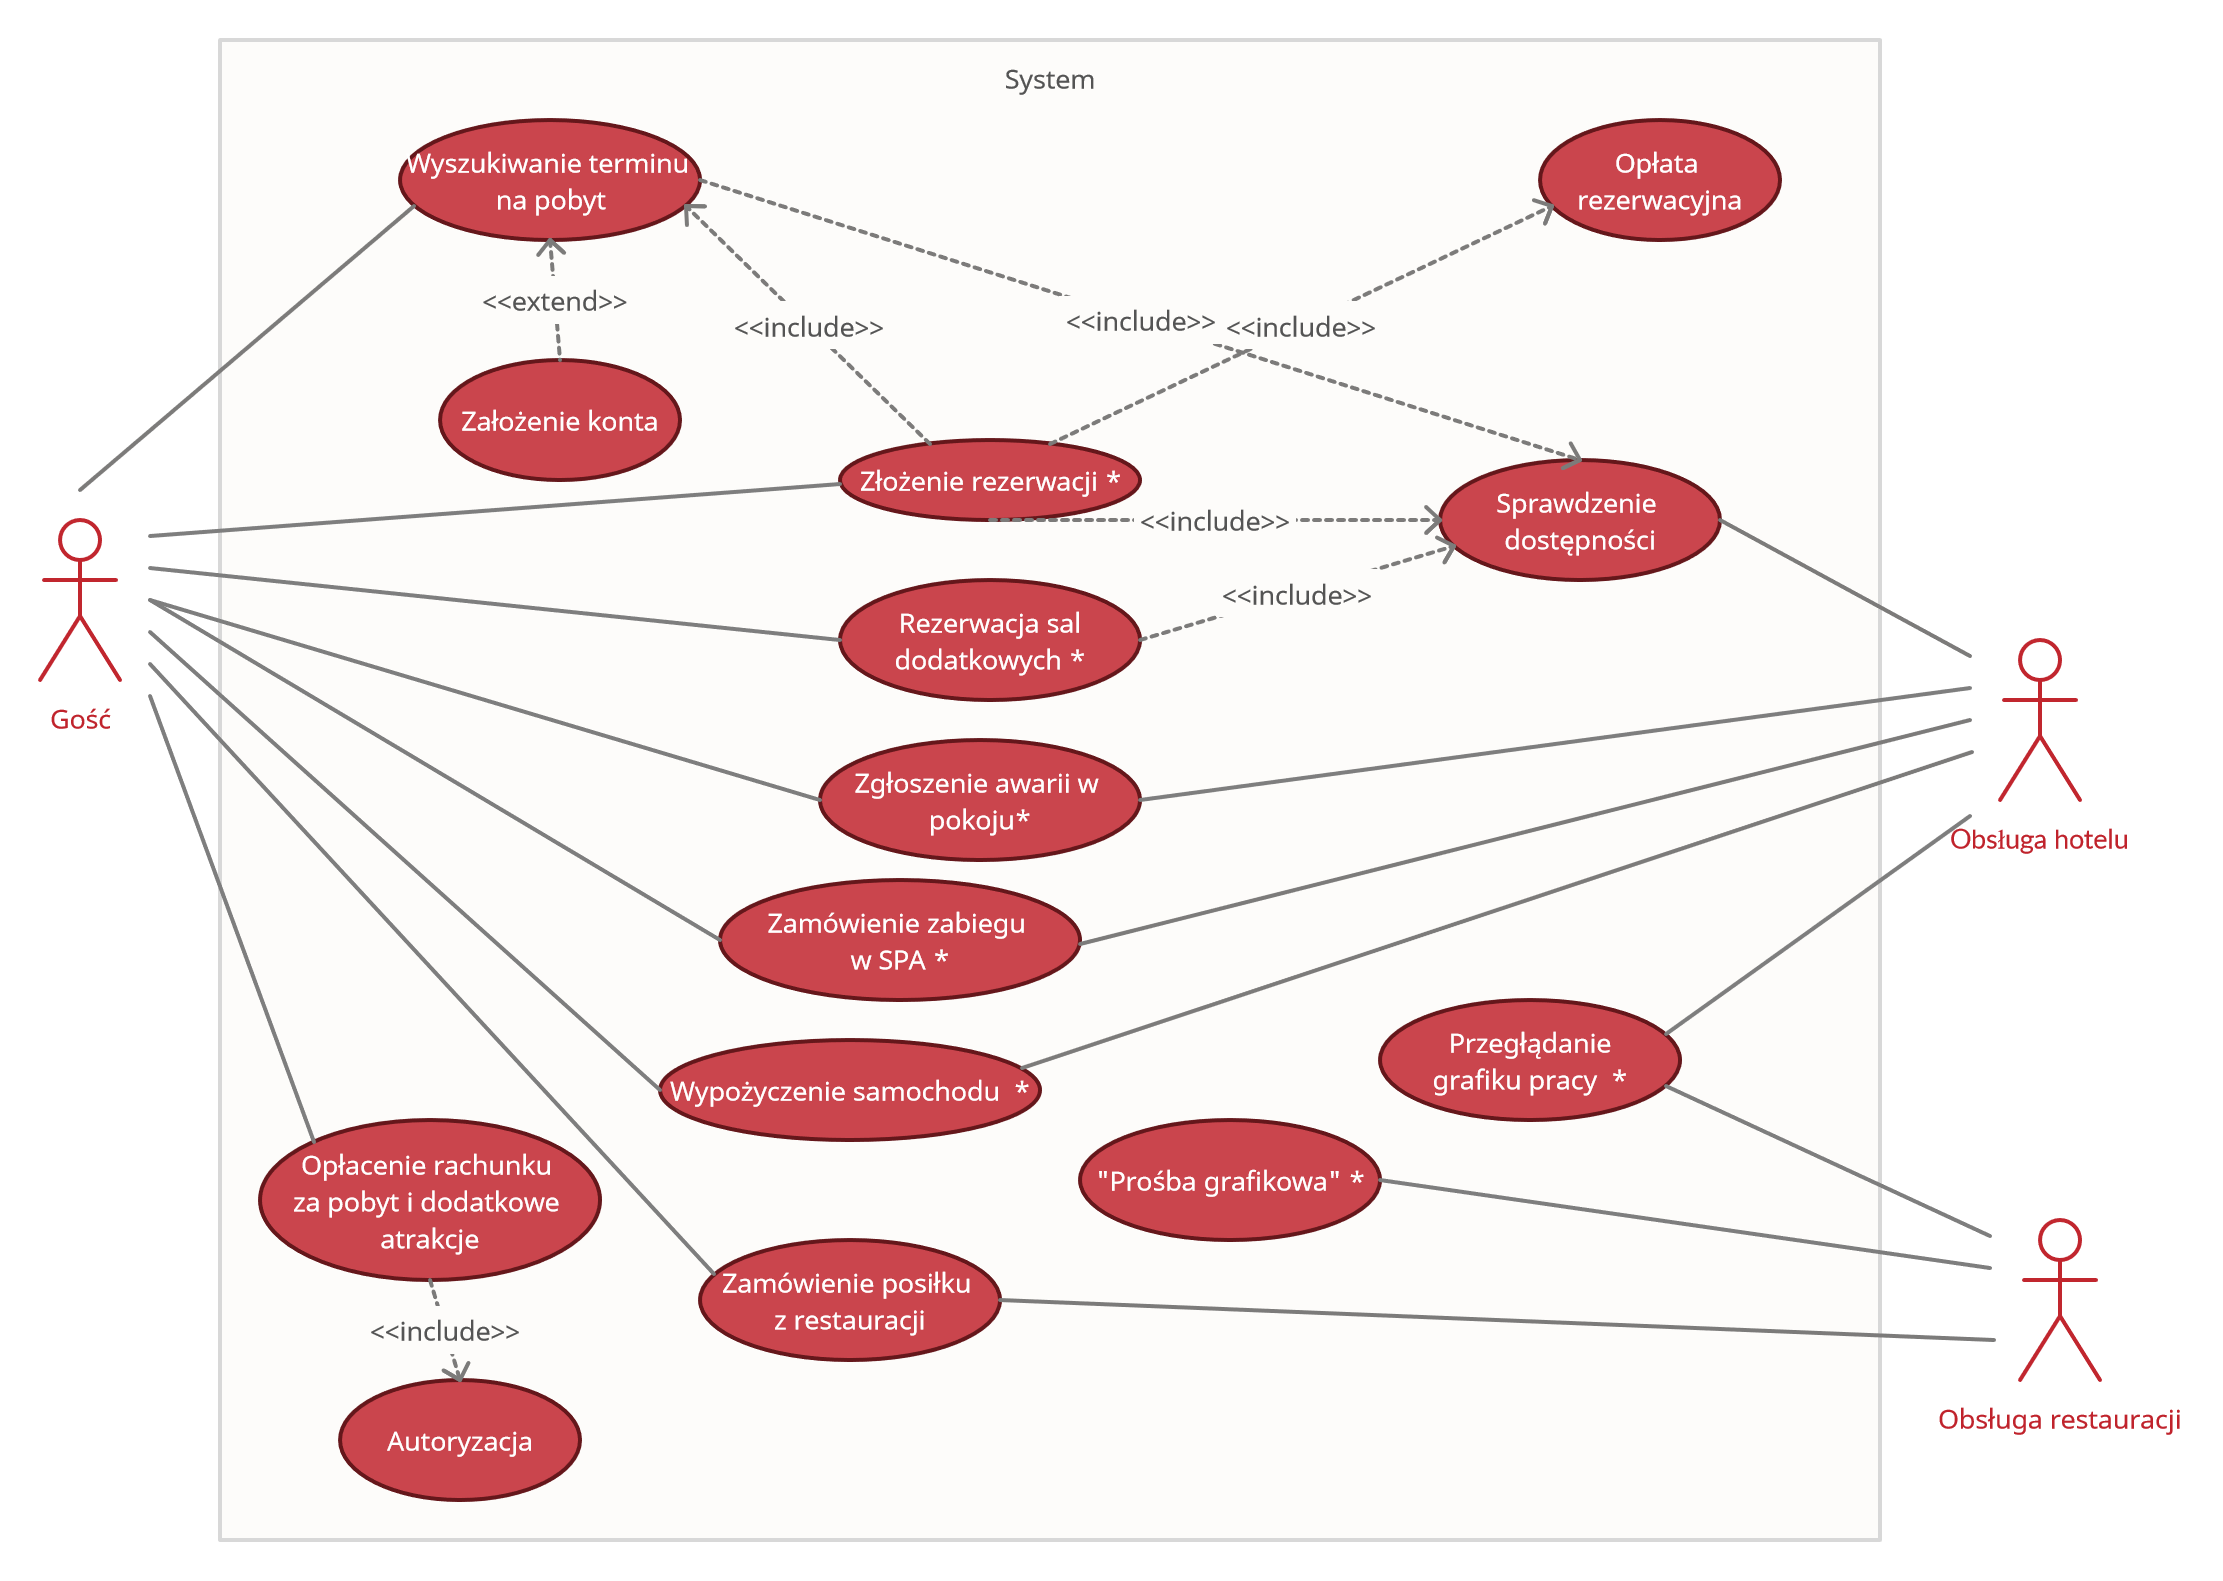 System
Wyszukiwanie terminu
na pobyt
Opłata
rezerwacyjna
<<extend>>
<<include>>
<<include>>
<<include>>
Założenie konta
Złożenie rezerwacji *
Sprawdzenie
dostępności
<<include>>
<<include>>
Rezerwacja sal
dodatkowych *
Gość
Zgłoszenie awarii w
pokoju*
Obsługa hotelu
Zamówienie zabiegu
w SPA *
Przegłądanie
grafiku pracy *
Wypożyczenie samochodu *
Opłacenie rachunku
za pobyt i dodatkowe
atrakcje
"Prośba grafikowa" *
Zamówienie posiłku
z restauracji
<<include>>
Obsługa restauracji
Autoryzacja